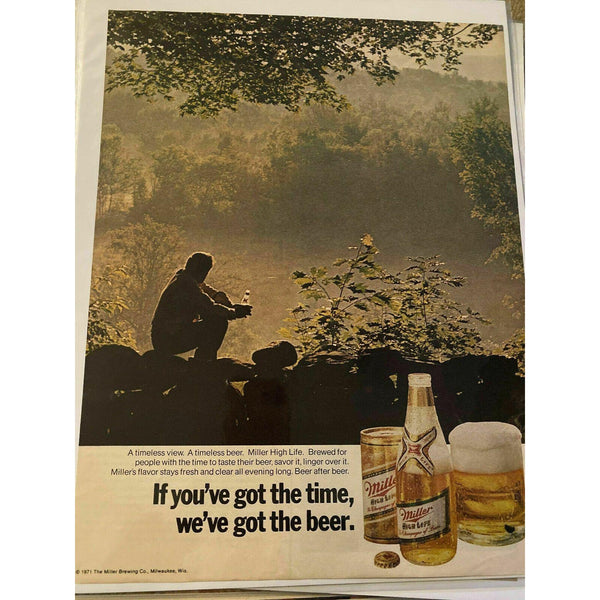 A timeless view. A timeless beer. Miller High Life. Brewed for
people with the time to taste their beer, savor it, linger over it.
Miller's flavor stays fresh and clear all evening long. Beer after beer.
If you've got the time,
we've got the beer.
Miller
HIGH LIFE
Miller
HIGH LIFE
Champagne of Beers
© 1971 The Miller Brewing Co., Milwaukee, Wis.